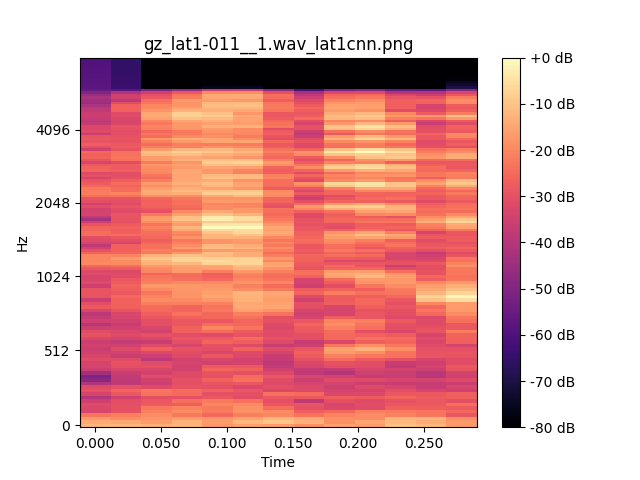 gz_lat1-011__1.wav_lat1cnn.png
Hz
4096
2048
1024
512
0
0.000 0.050 0.100 0.150 0.200 0.250
Time
+0 dB
-10 dB
-20 dB
-30 dB
-40 dB
-50 dB
-60 dB
-70 dB
-80 dB